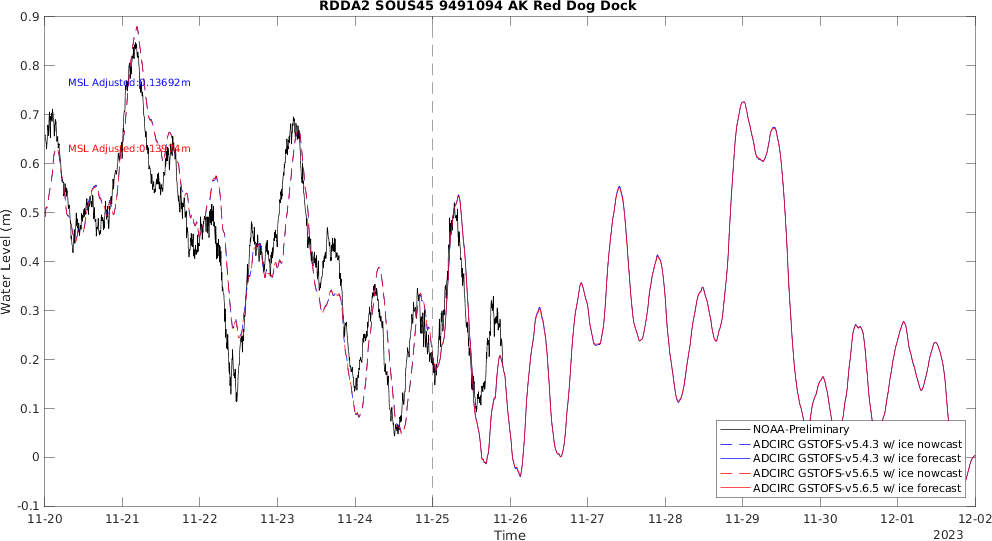 RDDA2 SOUS45 9491094 AK Red Dog Dock
Water Level (m)
0.9
0.8
0.7
0.6
0.5
0.4
0.3
0.2
0.1
0
-0.1
MSL Adjusted:0.13692m
MSL Adjusted:
NOAA-Preliminary
ADCIRC GSTOFS-v5.4.3 w/ ice nowcast
ADCIRC GSTOFS-v5.4.3 w/ ice forecast
ADCIRC GSTOFS-v5.6.5 w/ ice nowcast
ADCIRC GSTOFS-v5.6.5 w/ ice forecast
11-20 11-21 11-22 11-23 11-24 11-25 11-26 11-27 11-28 11-29 11-30 12-01 12-02
Time
2023